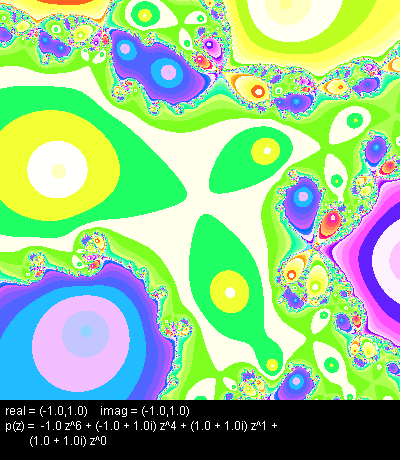 real = (-1.0,1.0)    imag = (-1.0,1.0)
p(z) =  -1.0 z^6 + (-1.0 + 1.0i) z^4 + (1.0 + 1.0i) z^1 +
(1.0 + 1.0i) z^0